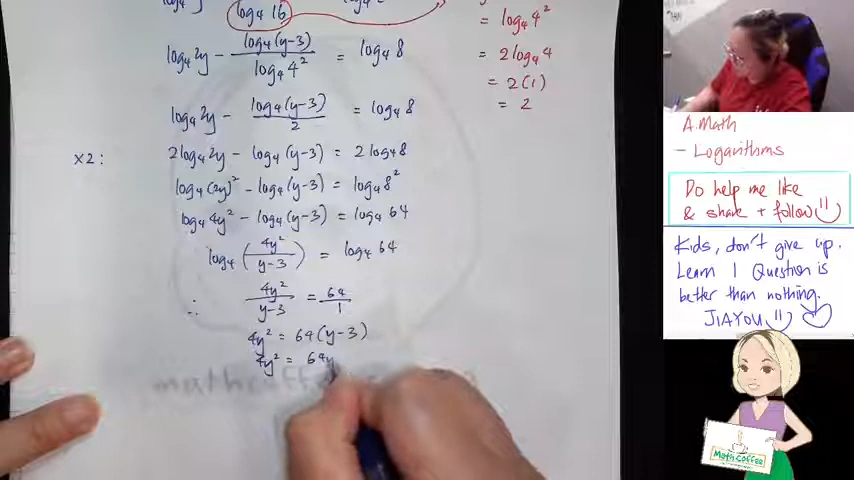 log₄ 16
log₄ 2y − log₄(y−3) / log₄ 4² = log₄ 8
log₄ 2y − log₄(y−3) / 2 = log₄ 8
×2: 2log₄ 2y − log₄(y−3) = 2 log₄ 8
log₄(2y)² − log₄(y−3) = log₄ 8²
log₄ 4y² − log₄(y−3) = log₄ 64
log₄(4y² / y−3) = log₄ 64
∴ 4y² / y−3 = 64 / 1
4y² = 64(y−3)
4y² = 64y
= log₄ 4²
= 2log₄ 4
= 2(1)
= 2
A.Math
- Logarithms
Do help me like
& share + follow
Kids, don't give up.
Learn 1 Question is
better than nothing.
JIAYOU
MathCoffee
mathcoffee